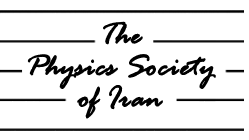 The
Physics Society
of Iran